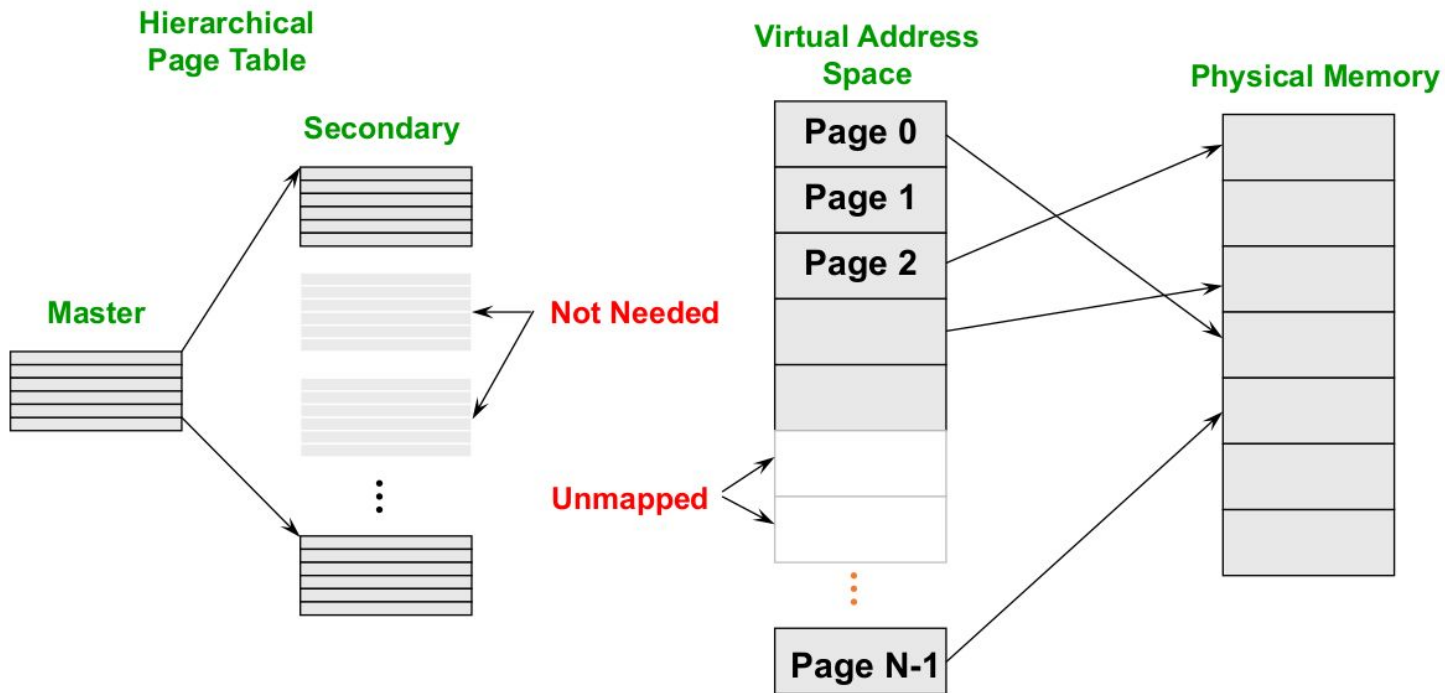 Hierarchical
Page Table
Secondary
Master
Not Needed
Virtual Address
Space
Page 0
Page 1
Page 2
Unmapped
Page N-1
Physical Memory